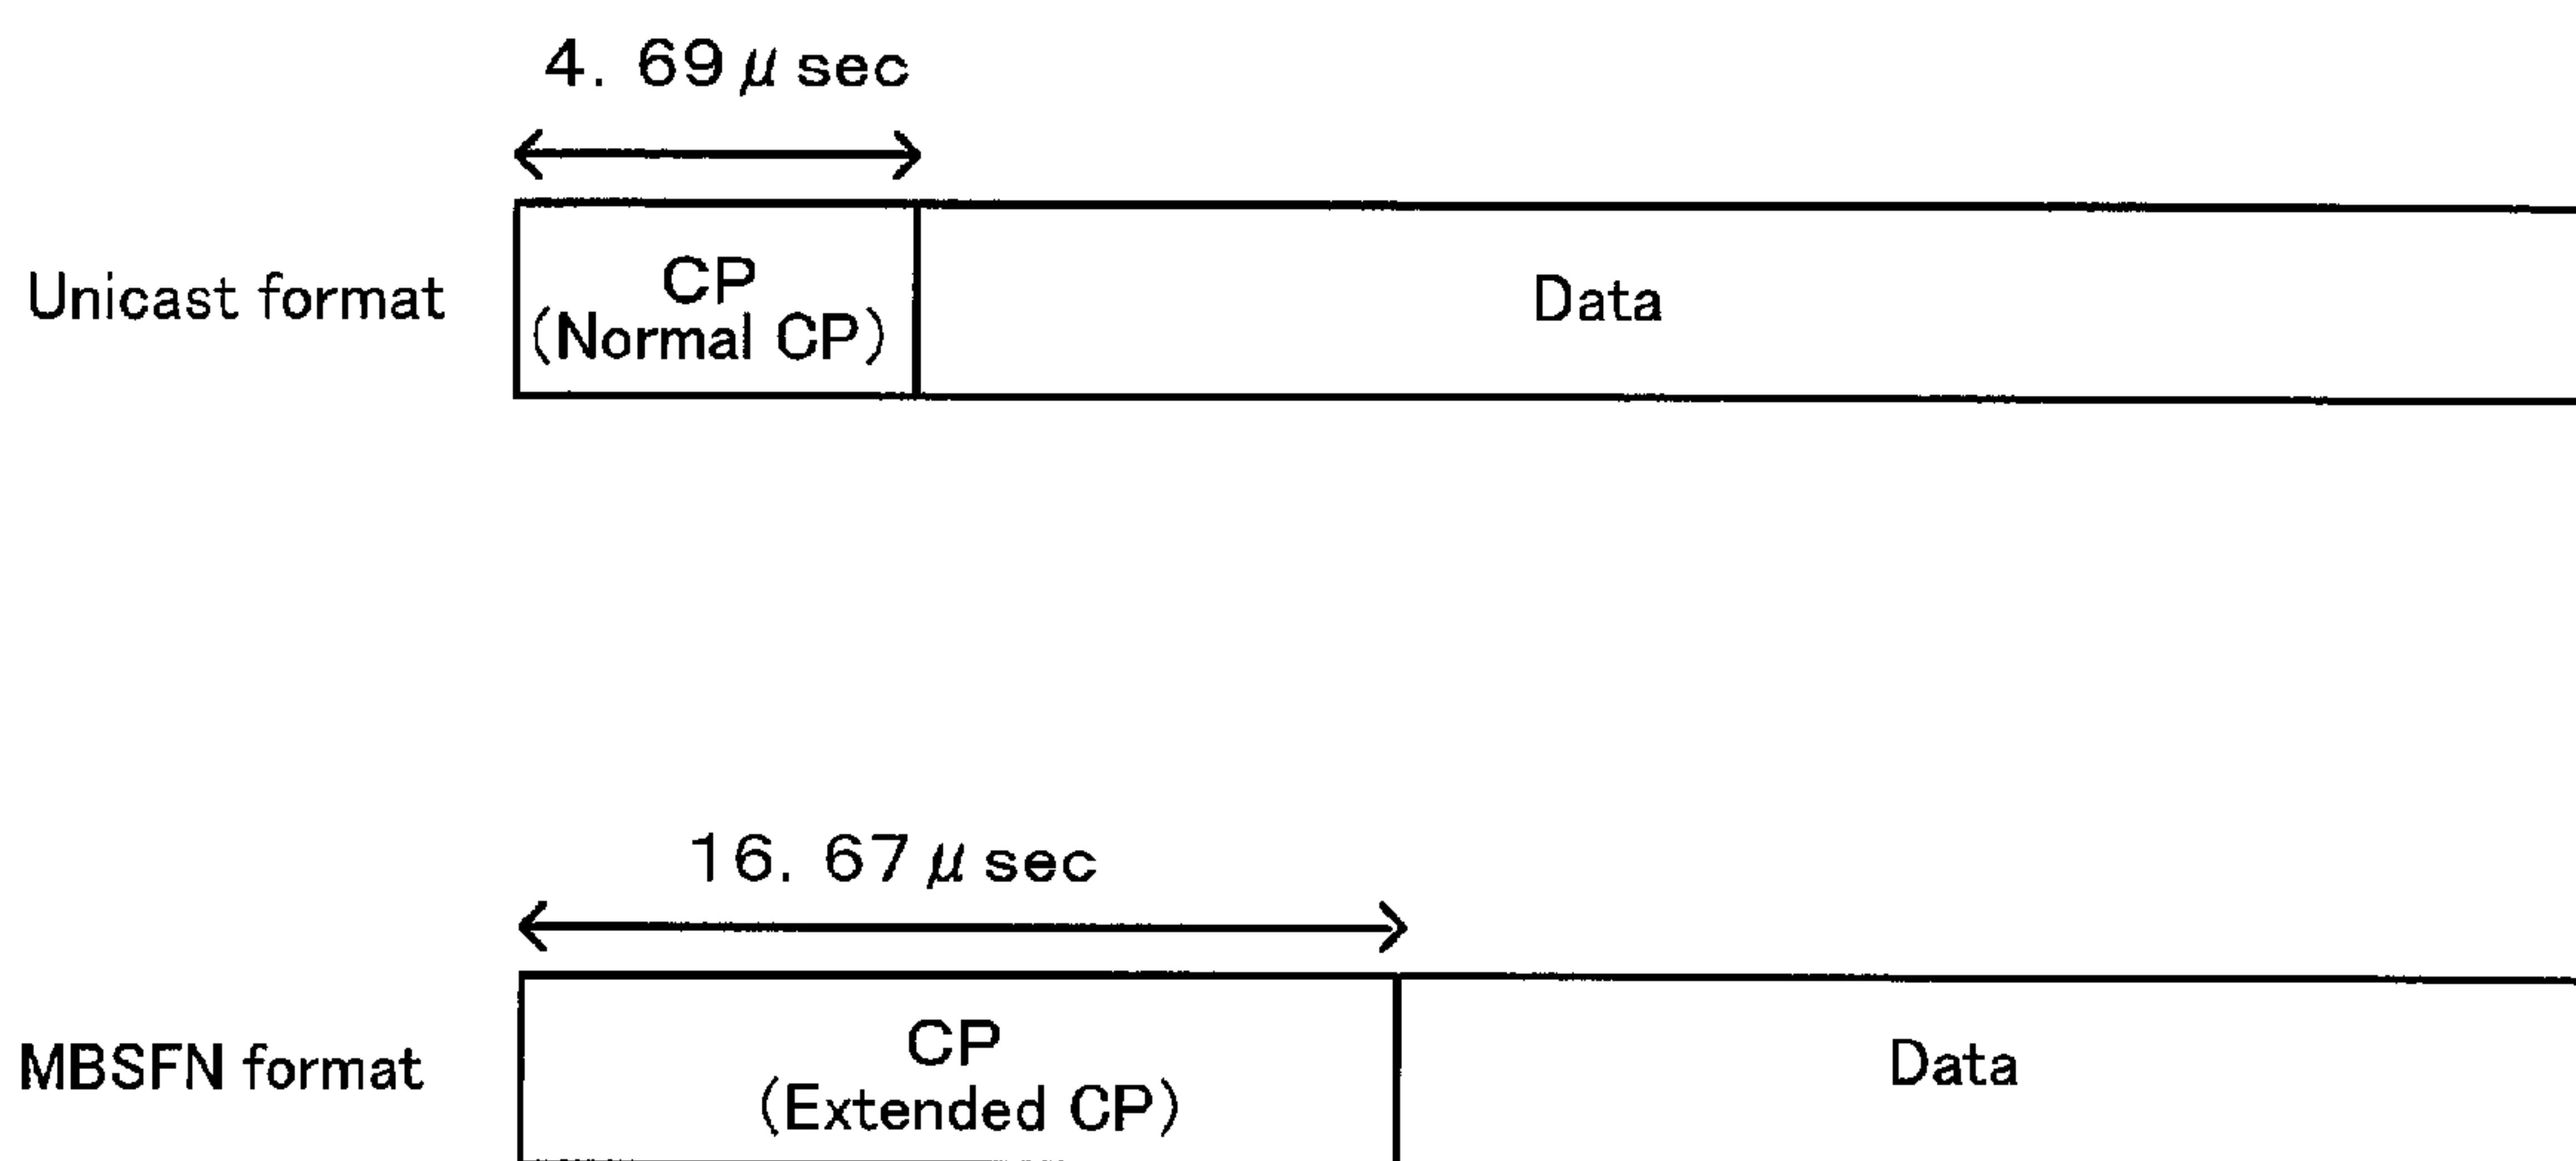 4. 69 μ sec
Unicast format
CP
(Normal CP)
Data
16. 67 μ sec
MBSFN format
CP
(Extended CP)
Data